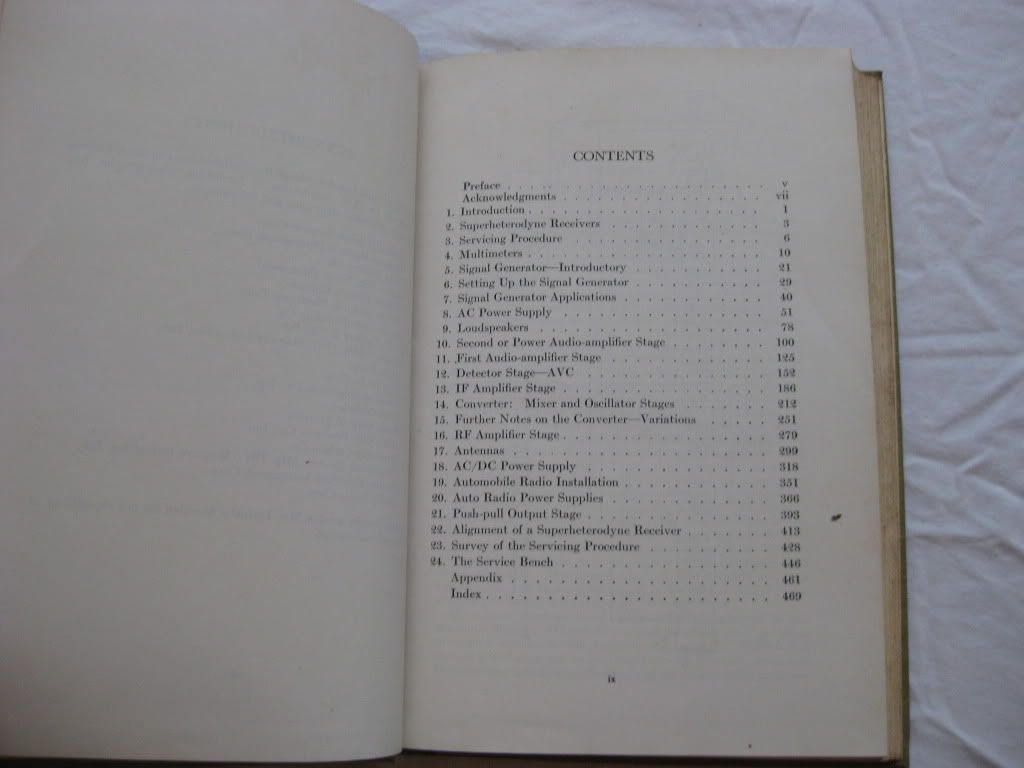 CONTENTS
Preface . . . . . . . . . . . . . . . . . . . . v
Acknowledgments . . . . . . . . . . . . . . . . vii
1. Introduction . . . . . . . . . . . . . . . . . . 1
2. Superheterodyne Receivers . . . . . . . . . . . 3
3. Servicing Procedure . . . . . . . . . . . . . . 6
4. Multimeters . . . . . . . . . . . . . . . . . . 10
5. Signal Generator—Introductory . . . . . . . . . 21
6. Setting Up the Signal Generator . . . . . . . . 29
7. Signal Generator Applications . . . . . . . . . 40
8. AC Power Supply . . . . . . . . . . . . . . . . 51
9. Loudspeakers . . . . . . . . . . . . . . . . . 78
10. Second or Power Audio-amplifier Stage . . . . . . 100
11. First Audio-amplifier Stage . . . . . . . . . . 125
12. Detector Stage—AVC . . . . . . . . . . . . . . 152
13. IF Amplifier Stage . . . . . . . . . . . . . . 186
14. Converter: Mixer and Oscillator Stages . . . . . 212
15. Further Notes on the Converter—Variations . . . . 251
16. RF Amplifier Stage . . . . . . . . . . . . . . 279
17. Antennas . . . . . . . . . . . . . . . . . . . 299
18. AC/DC Power Supply . . . . . . . . . . . . . . 318
19. Automobile Radio Installation . . . . . . . . . . 351
20. Auto Radio Power Supplies . . . . . . . . . . . 366
21. Push-pull Output Stage . . . . . . . . . . . . . 393
22. Alignment of a Superheterodyne Receiver . . . . . 413
23. Survey of the Servicing Procedure . . . . . . . . 428
24. The Service Bench . . . . . . . . . . . . . . . 446
Appendix . . . . . . . . . . . . . . . . . . . 461
Index . . . . . . . . . . . . . . . . . . . . . 469
ix